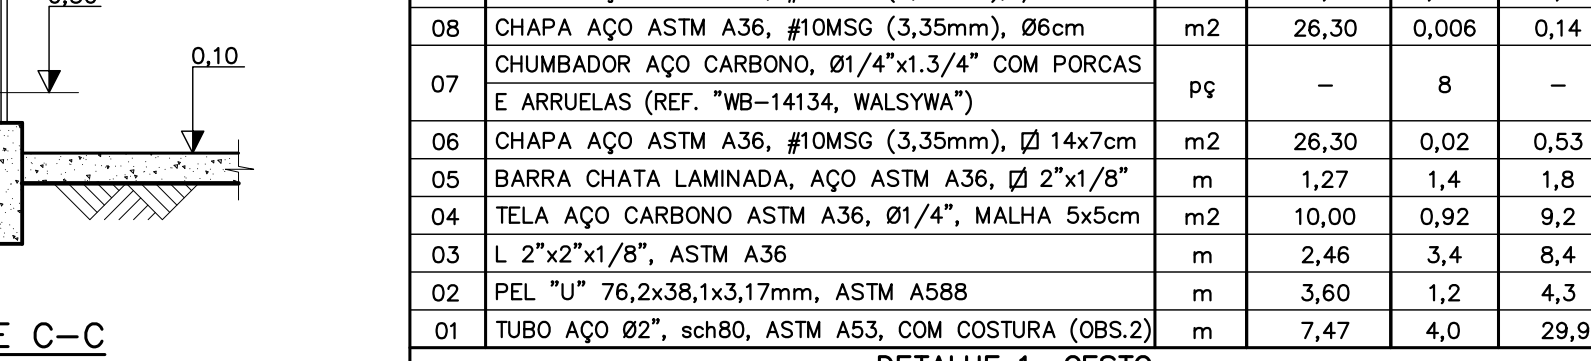 08 CHAPA AÇO ASTM A36, #10MSG (3,35mm), Ø6cm m2 26,30 0,006 0,14
07 CHUMBADOR AÇO CARBONO, Ø1/4"x1.3/4" COM PORCAS
E ARRUELAS (REF. "WB-14134, WALSYWA") pç - 8 -
06 CHAPA AÇO ASTM A36, #10MSG (3,35mm), 14x7cm m2 26,30 0,02 0,53
05 BARRA CHATA LAMINADA, AÇO ASTM A36, 2"x1/8" m 1,27 1,4 1,8
04 TELA AÇO CARBONO ASTM A36, Ø1/4", MALHA 5x5cm m2 10,00 0,92 9,2
03 L 2"x2"x1/8", ASTM A36 m 2,46 3,4 8,4
02 PEL "U" 76,2x38,1x3,17mm, ASTM A588 m 3,60 1,2 4,3
01 TUBO AÇO Ø2", sch80, ASTM A53, COM COSTURA (OBS.2) m 7,47 4,0 29,9
0,10
E C-C